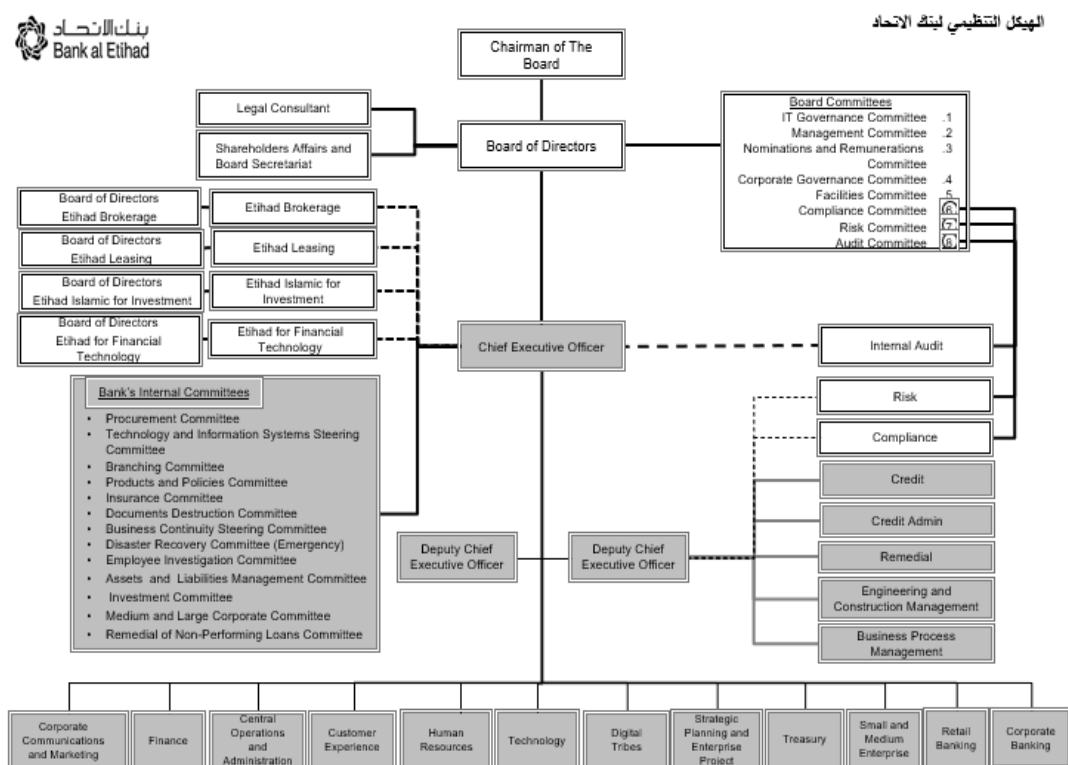 بنك الاتحاد
Bank al Etihad
الهيكل التنظيمي لبنك الاتحاد
Chairman of The
Board
Legal Consultant
Shareholders Affairs and
Board Secretariat
Board of Directors
Board Committees
IT Governance Committee .1
Management Committee .2
Nominations and Remunerations .3
Committee
Corporate Governance Committee .4
Facilities Committee .5
Compliance Committee (6)
Risk Committee (7)
Audit Committee (8)
Board of Directors
Etihad Brokerage
Etihad Brokerage
Board of Directors
Etihad Leasing
Etihad Leasing
Board of Directors
Etihad Islamic for Investment
Etihad Islamic for
Investment
Board of Directors
Etihad for Financial
Technology
Etihad for Financial
Technology
Chief Executive Officer
Internal Audit
Risk
Compliance
Credit
Credit Admin
Remedial
Engineering and
Construction Management
Business Process
Management
Bank's Internal Committees
• Procurement Committee
• Technology and Information Systems Steering
Committee
• Branching Committee
• Products and Policies Committee
• Insurance Committee
• Documents Destruction Committee
• Business Continuity Steering Committee
• Disaster Recovery Committee (Emergency)
• Employee Investigation Committee
• Assets and Liabilities Management Committee
• Investment Committee
• Medium and Large Corporate Committee
• Remedial of Non-Performing Loans Committee
Deputy Chief
Executive Officer
Deputy Chief
Executive Officer
Corporate
Communications
and Marketing
Finance
Central
Operations
and
Administration
Customer
Experience
Human
Resources
Technology
Digital
Tribes
Strategic
Planning and
Enterprise
Project
Treasury
Small and
Medium
Enterprise
Retail
Banking
Corporate
Banking